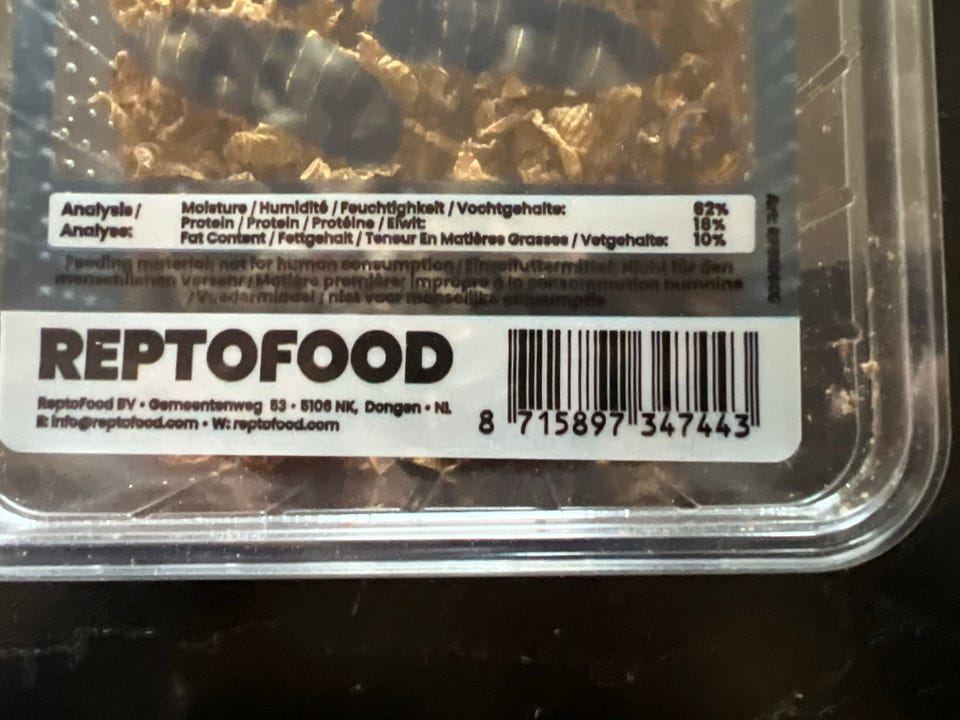 Analysis/
Analyse:
Moisture / Humidité / Feuchtighkeit / Vochtgehalte: 62%
Protein / Protein / Protéine / Eiwit: 18%
Fat Content / Fettgehalt / Teneur En Matières Grasses / Vetgehalte: 10%
Feeding material, not for human consumption / Einzelfuttermittel, Nicht für den
menschlichen Verzehr / Matière première; impropre à la consommation humaine
/ niet voor menselijke consumptie
REPTOFOOD
ReptoFood BV • Gemeentenweg 53 • 5106 NK, Dongen • NL
E: info@reptofood.com • W: reptofood.com
8 715897 347443